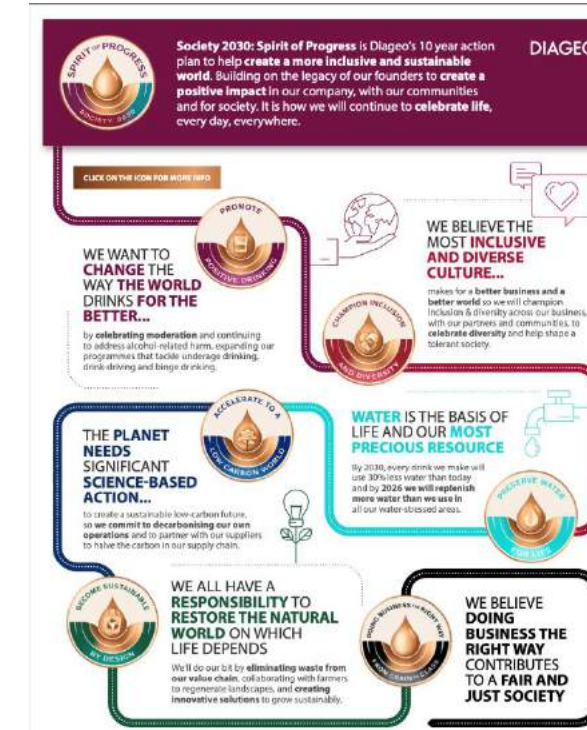 SPIRIT OF PROGRESS
SOCIETY 2030
Society 2030: Spirit of Progress is Diageo's 10 year action
plan to help create a more inclusive and sustainable
world. Building on the legacy of our founders to create a
positive impact in our company, with our communities
and for society. It is how we will continue to celebrate life,
every day, everywhere.
DIAGEO
CLICK ON THE ICON FOR MORE INFO
PROMOTE
POSITIVE DRINKING
WE WANT TO
CHANGE THE
WAY THE WORLD
DRINKS FOR THE
BETTER...
by celebrating moderation and continuing
to address alcohol-related harm, expanding our
programmes that tackle underage drinking,
drink driving and binge drinking.
WE BELIEVE THE
MOST INCLUSIVE
AND DIVERSE
CULTURE...
makes for a better business and a
better world so we will champion
inclusion & diversity across our business,
with our partners and communities, to
celebrate diversity and help shape a
tolerant society.
CHAMPION INCLUSION
AND DIVERSITY
ACCELERATE TO A
LOW CARBON WORLD
THE PLANET
NEEDS
SIGNIFICANT
SCIENCE-BASED
ACTION...
to create a sustainable low-carbon future,
so we commit to decarbonising our own
operations and to partner with our suppliers
to halve the carbon in our supply chain.
WATER IS THE BASIS OF
LIFE AND OUR MOST
PRECIOUS RESOURCE
By 2030, every drink we make will
use 30% less water than today
and by 2026 we will replenish
more water than we use in
all our water-stressed areas.
PRESERVE WATER
FOR LIFE
BECOME SUSTAINABLE
BY DESIGN
WE ALL HAVE A
RESPONSIBILITY TO
RESTORE THE NATURAL
WORLD ON WHICH
LIFE DEPENDS
We'll do our bit by eliminating waste from
our value chain, collaborating with farmers
to regenerate landscapes, and creating
innovative solutions to grow sustainably.
DOING BUSINESS THE RIGHT WAY
FROM GRAIN TO GLASS
WE BELIEVE
DOING
BUSINESS THE
RIGHT WAY
CONTRIBUTES
TO A FAIR AND
JUST SOCIETY